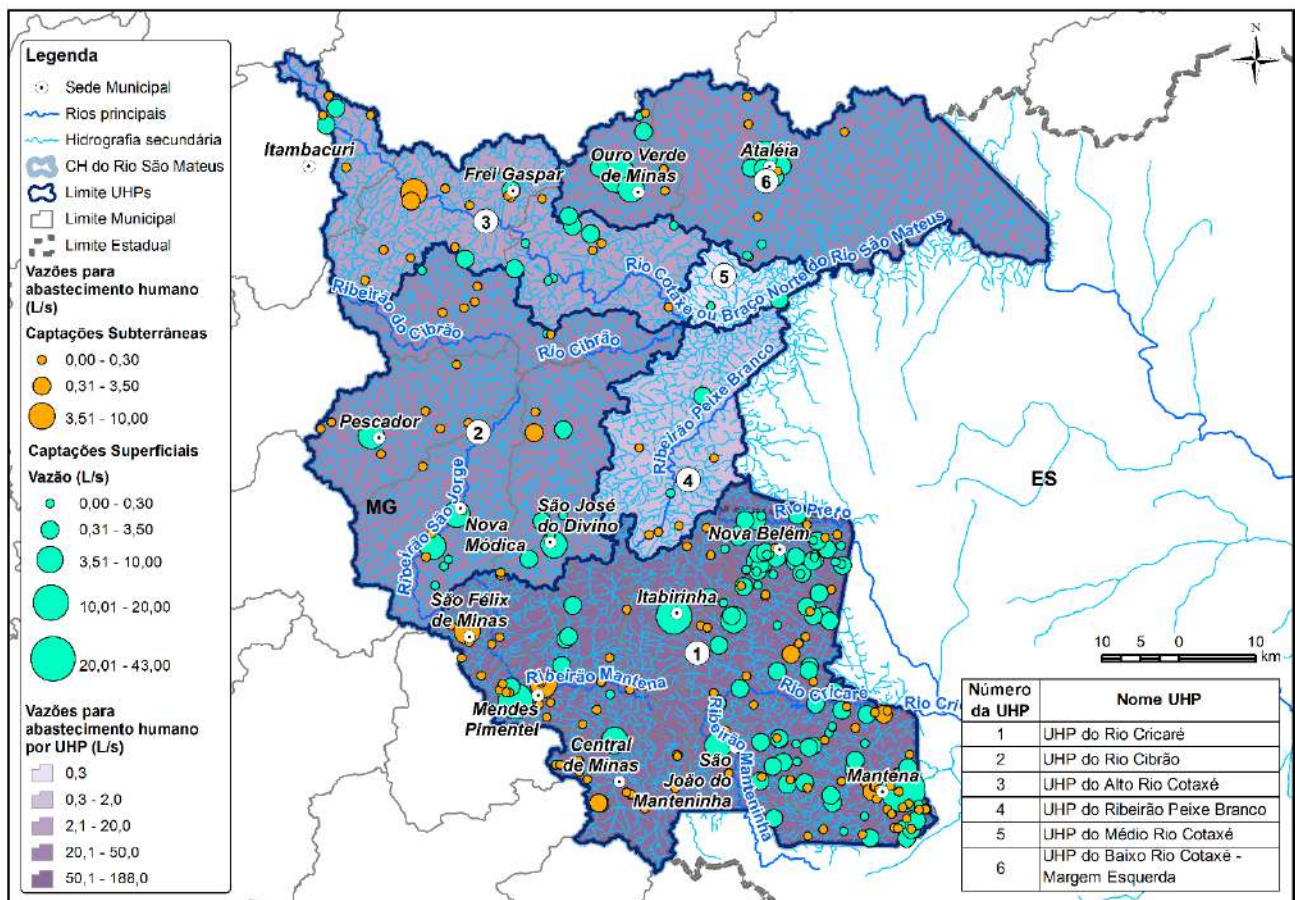 Legenda
Sede Municipal
Rios principais
Hidrografia secundária
CH do Rio São Mateus
Limite UHPs
Limite Municipal
Limite Estadual
Vazões para
abastecimento humano
(L/s)
Captações Subterrâneas
0,00 - 0,30
0,31 - 3,50
3,51 - 10,00
Captações Superficiais
Vazão (L/s)
0,00 - 0,30
0,31 - 3,50
3,51 - 10,00
10,01 - 20,00
20,01 - 43,00
Vazões para
abastecimento humano
por UHP (L/s)
0,3
0,3 - 2,0
2,1 - 20,0
20,1 - 50,0
50,1 - 188,0
N
Itambacuri
Frei Gaspar
3
Ouro Verde
de Minas
Ataléia
6
5
Rio Cotaxe ou Braço Norte do Rio São Mateus
Ribeirão do Cibrão
Rio Cibrão
Ribeirão Peixe Branco
Pescador
2
MG
4
ES
Ribeirão São Jorge
Nova
Módica
São José
do Divino
Rio Preto
Nova Belém
São Félix
de Minas
Itabirinha
1
Ribeirão Mantena
Rio Cricaré
Rio Cri
Mendes
Pimentel
Central
de Minas
São
João do
Manteninha
Ribeirão Manteninha
Mantena
10 5 0 10
km
Número da UHP Nome UHP
1 UHP do Rio Cricaré
2 UHP do Rio Cibrão
3 UHP do Alto Rio Cotaxé
4 UHP do Ribeirão Peixe Branco
5 UHP do Médio Rio Cotaxé
6 UHP do Baixo Rio Cotaxé -
Margem Esquerda